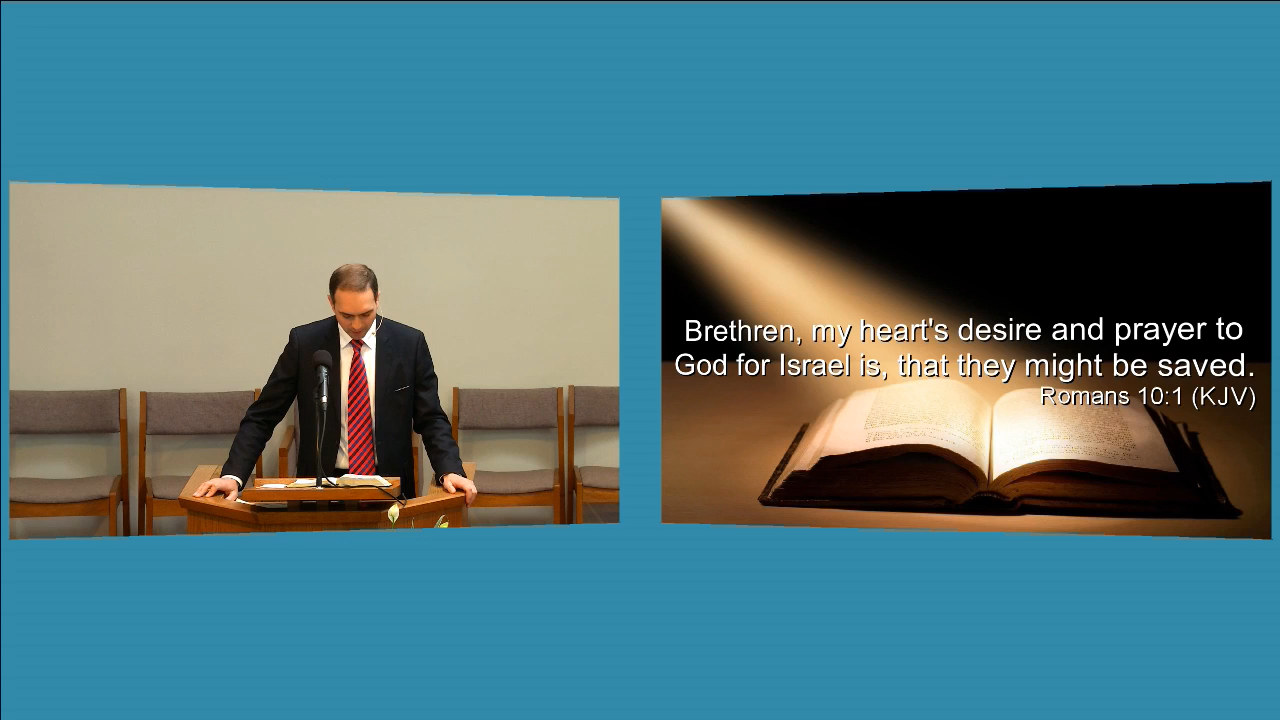 Brethren, my heart's desire and prayer to
God for Israel is, that they might be saved.
Romans 10:1 (KJV)